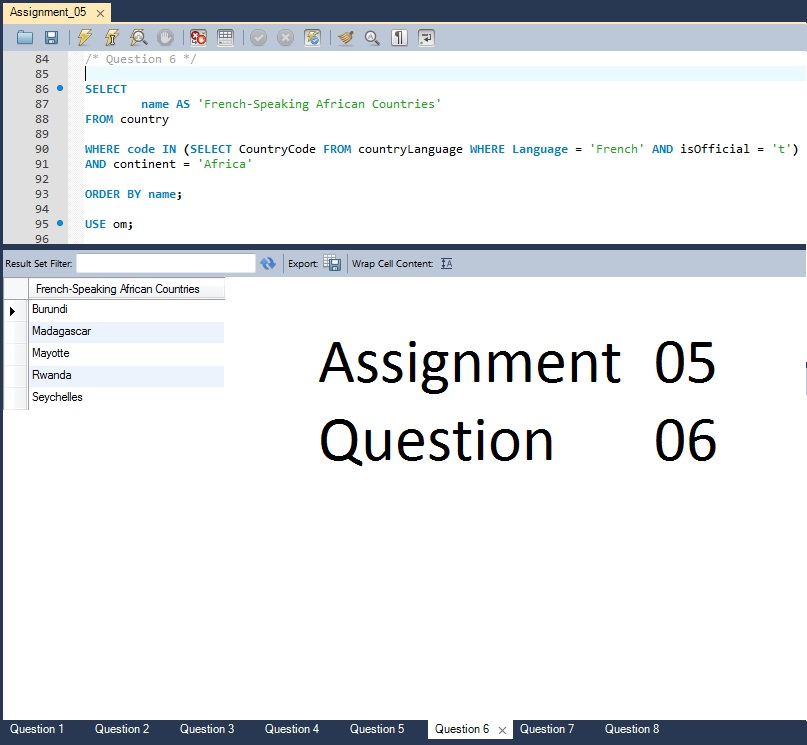 Assignment_05
84 /* Question 6 */
85
86 SELECT
87 name AS 'French-Speaking African Countries'
88 FROM country
89
90 WHERE code IN (SELECT CountryCode FROM countryLanguage WHERE Language = 'French' AND isOfficial = 't')
91 AND continent = 'Africa'
92
93 ORDER BY name;
94
95 USE om;
96
Result Set Filter: Export: Wrap Cell Content:
French-Speaking African Countries
Burundi
Madagascar
Mayotte
Rwanda
Seychelles
Assignment 05
Question 06
Question 1 Question 2 Question 3 Question 4 Question 5 Question 6 Question 7 Question 8